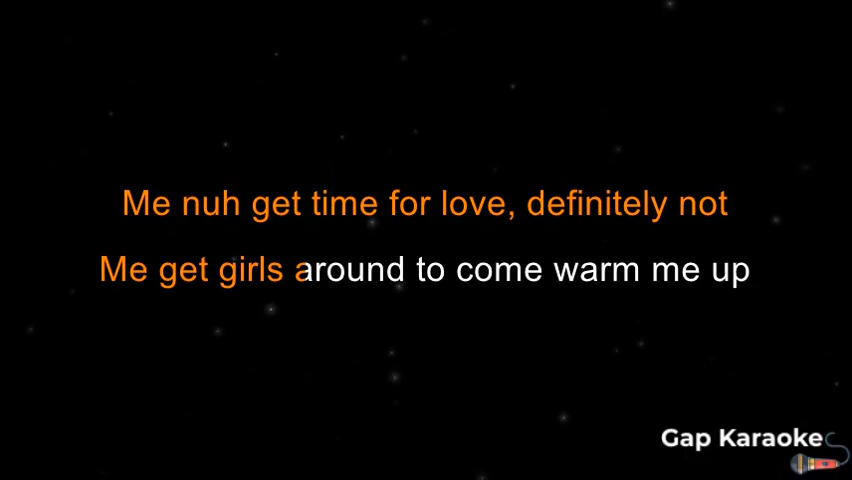 Me nuh get time for love, definitely not
Me get girls around to come warm me up
Gap Karaoke